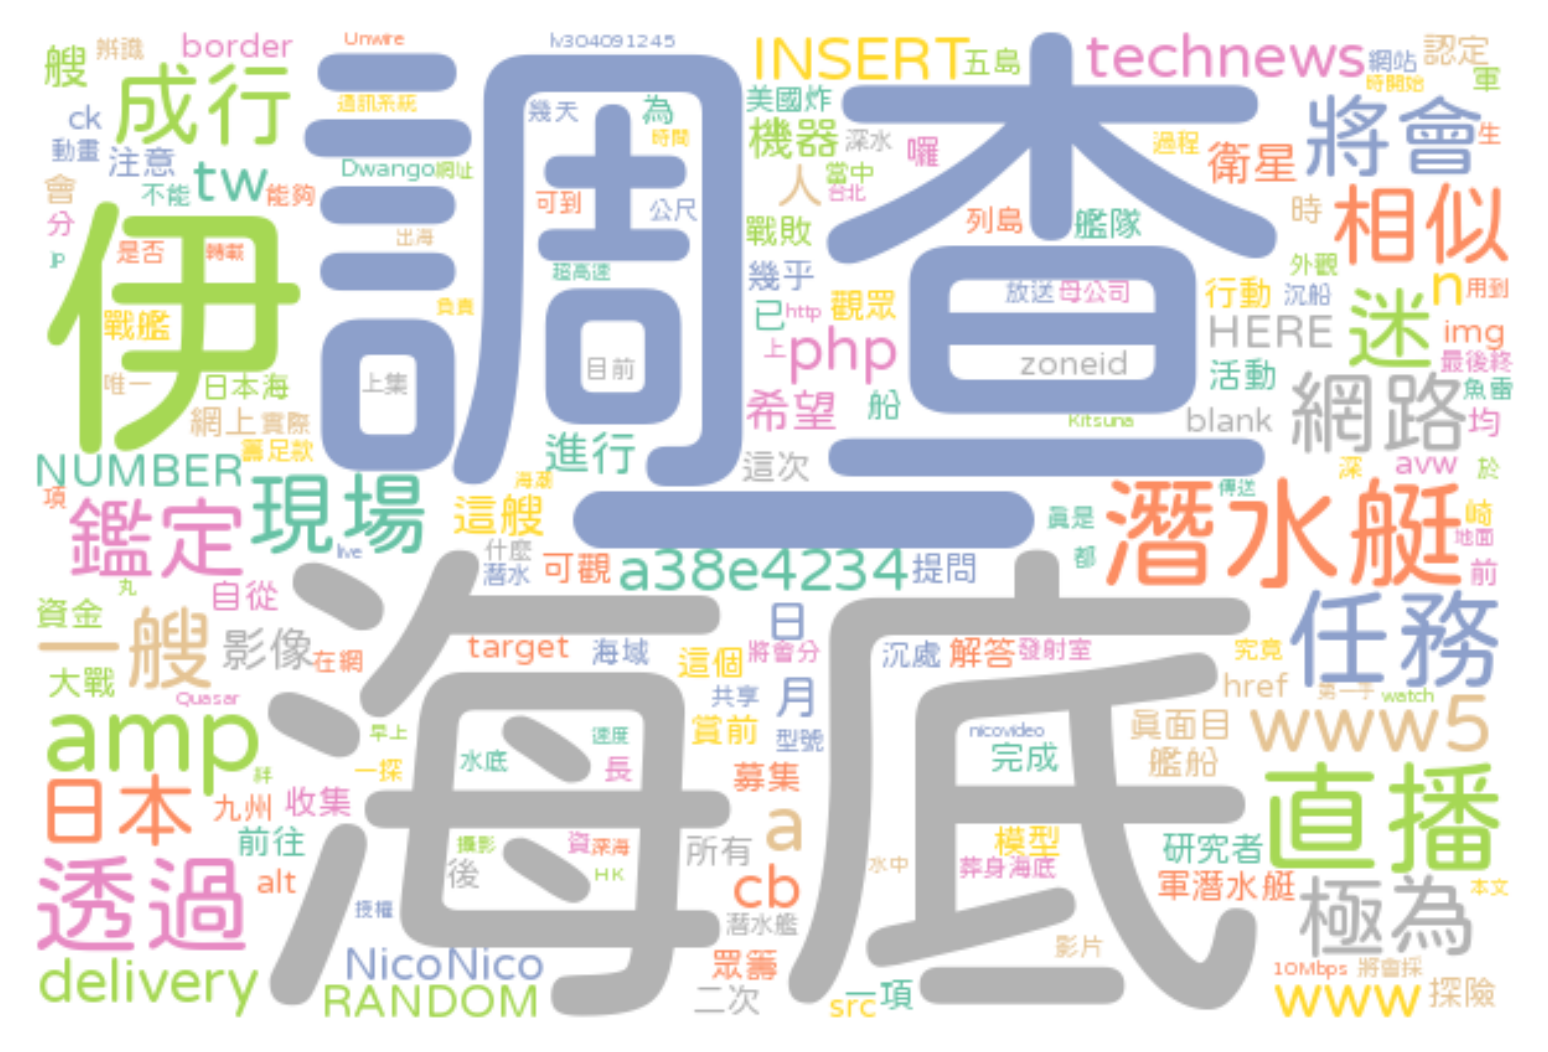 調查
海底
伊
潛水艇
成行
將會
相似
迷
網路
任務
直播
極為
透過
日本
amp
一艘
鑑定
現場
艘
辨識
border
Unwire
lv304091245
INSERT
五島
technews
網站
認定
時開始
軍
ck
通訊系統
幾天
為
時間
美國炸
機器
深水
囉
過程
衛星
生
動畫
注意
tw
Dwango
網址
不能
能夠
會
分
可到
公尺
人
當中
台北
戰敗
列島
艦隊
時
jp
是否
轉載
出海
超高速
幾乎
外觀
戰艦
負責
已
http
觀眾
放送
母公司
行動
沉船
n
用到
上
php
HERE
img
唯一
日本海
上集
目前
zoneid
活動
最後終
魚雷
網上
實際
籌足款
希望
船
Kitsuna
blank
均
NUMBER
進行
這次
深
avw
於
項
海潮
這艘
傳送
真是
崎
地面
live
什麼
潛水
可觀
a38e4234
提問
都
前
丸
資金
自從
日
影像
在網
target
海域
這個
將會分
沉處
解答
發射室
究竟
大戰
Quasar
共享
月
href
第一手
watch
早上
速度
賞前
型號
nicovideo
真面目
www5
絆
一探
水底
長
完成
艦船
九州
收集
募集
前往
攝影
資
深海
所有
a
模型
研究者
alt
後
HK
cb
水中
葬身海底
軍潛水艇
本文
授權
潛水艦
影片
delivery
NicoNico
眾籌
10Mbps
將會採
RANDOM
二次
src
一項
www
探險